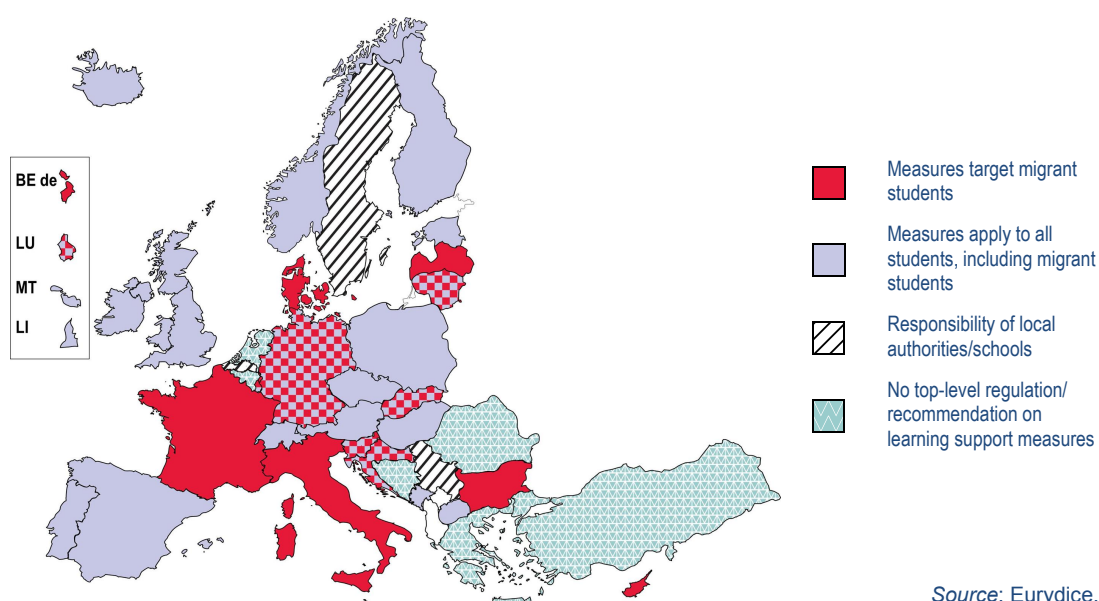 BE de
LU
MT
LI
Measures target migrant
students
Measures apply to all
students, including migrant
students
Responsibility of local
authorities/schools
No top-level regulation/
recommendation on
learning support measures
Source: Eurydice.